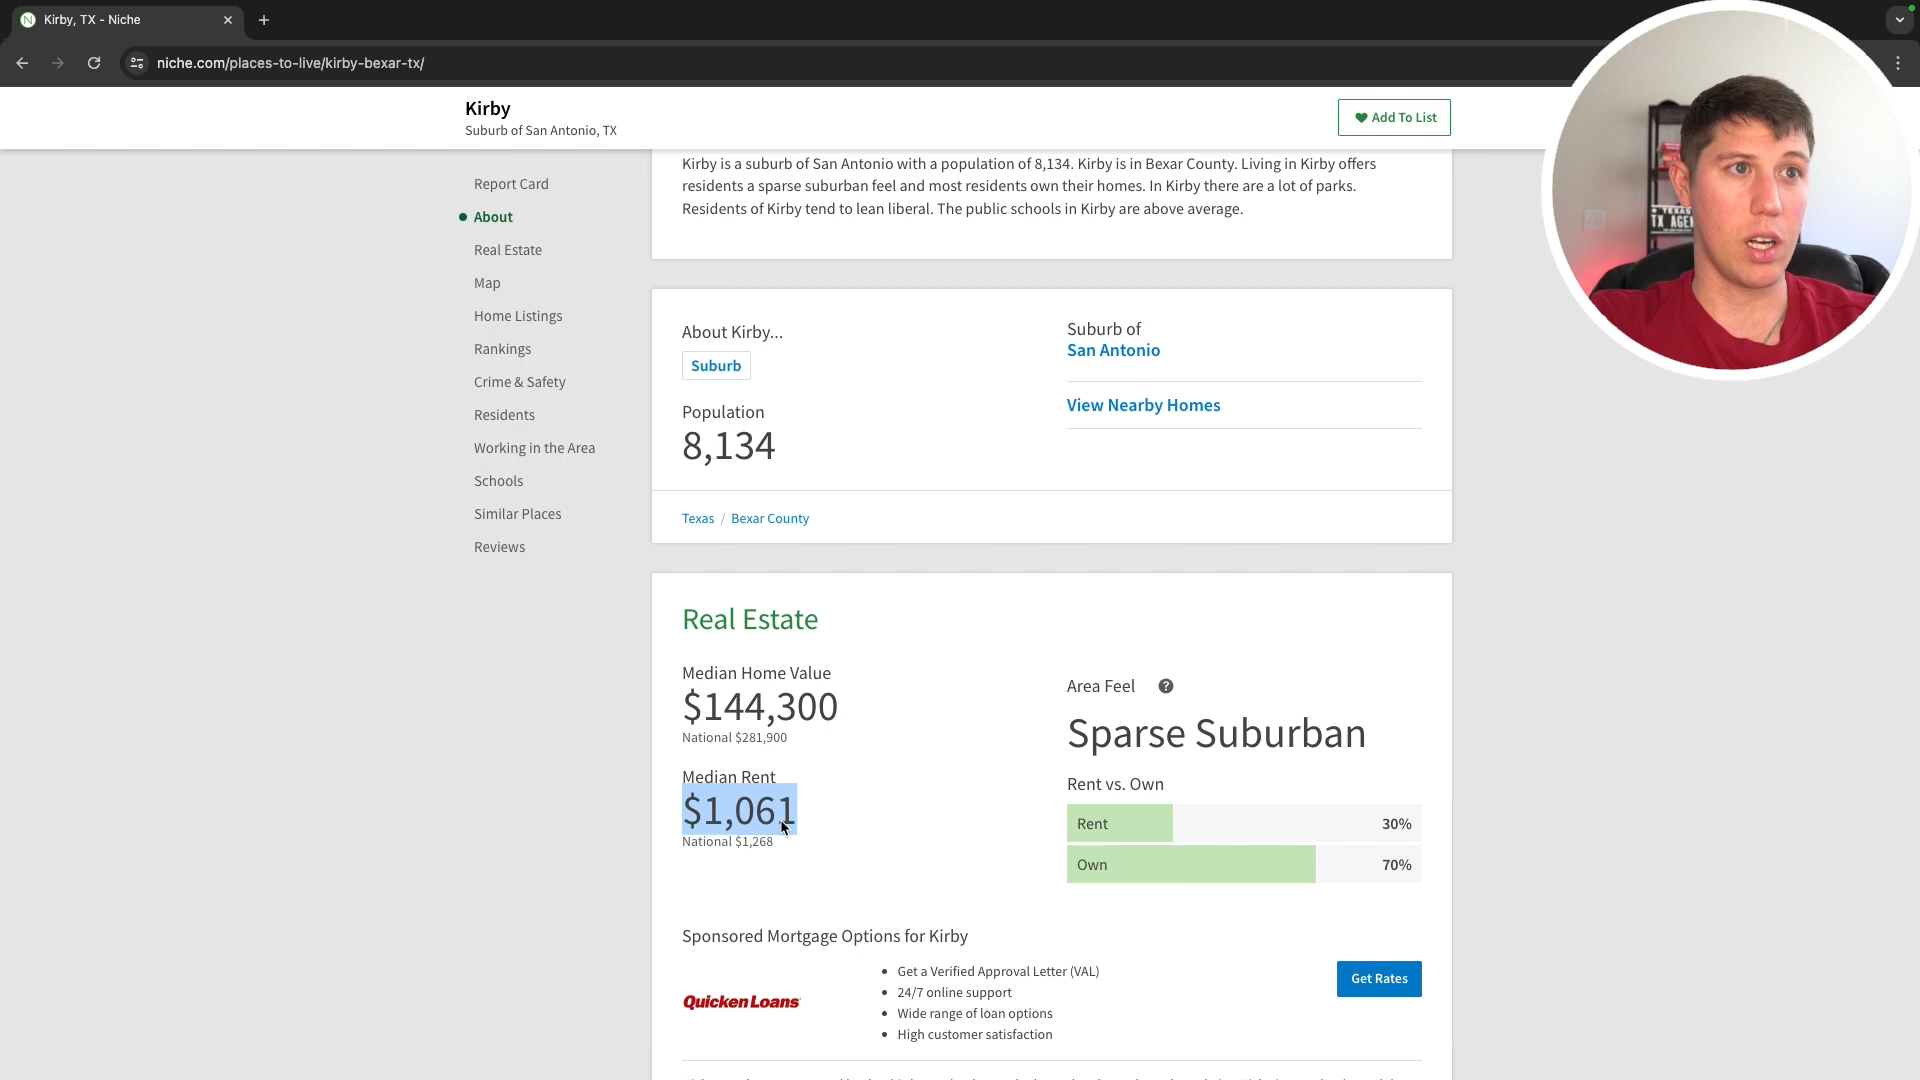 Kirby, TX - Niche
niche.com/places-to-live/kirby-bexar-tx/
Kirby
Suburb of San Antonio, TX
Add To List
Report Card
About
Real Estate
Map
Home Listings
Rankings
Crime & Safety
Residents
Working in the Area
Schools
Similar Places
Reviews
Kirby is a suburb of San Antonio with a population of 8,134. Kirby is in Bexar County. Living in Kirby offers
residents a sparse suburban feel and most residents own their homes. In Kirby there are a lot of parks.
Residents of Kirby tend to lean liberal. The public schools in Kirby are above average.
About Kirby...
Suburb
Population
8,134
Suburb of
San Antonio
View Nearby Homes
Texas / Bexar County
Real Estate
Median Home Value
$144,300
National $281,900
Median Rent
$1,061
National $1,268
Area Feel
Sparse Suburban
Rent vs. Own
Rent 30%
Own 70%
Sponsored Mortgage Options for Kirby
Quicken Loans
• Get a Verified Approval Letter (VAL)
• 24/7 online support
• Wide range of loan options
• High customer satisfaction
Get Rates
TEXAS
TX AGEN